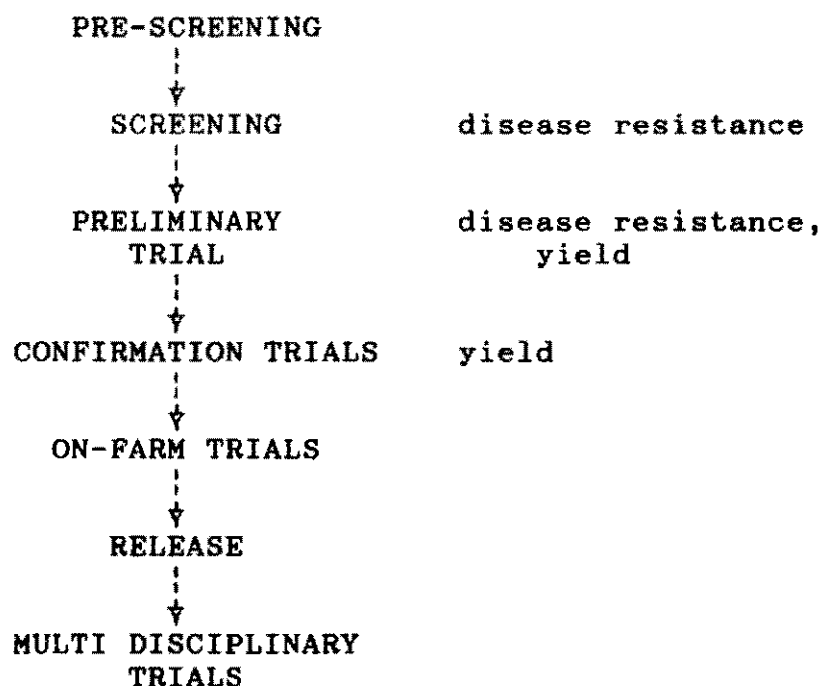 PRE-SCREENING
SCREENING disease resistance
PRELIMINARY disease resistance,
TRIAL yield
CONFIRMATION TRIALS yield
ON-FARM TRIALS
RELEASE
MULTI DISCIPLINARY
TRIALS